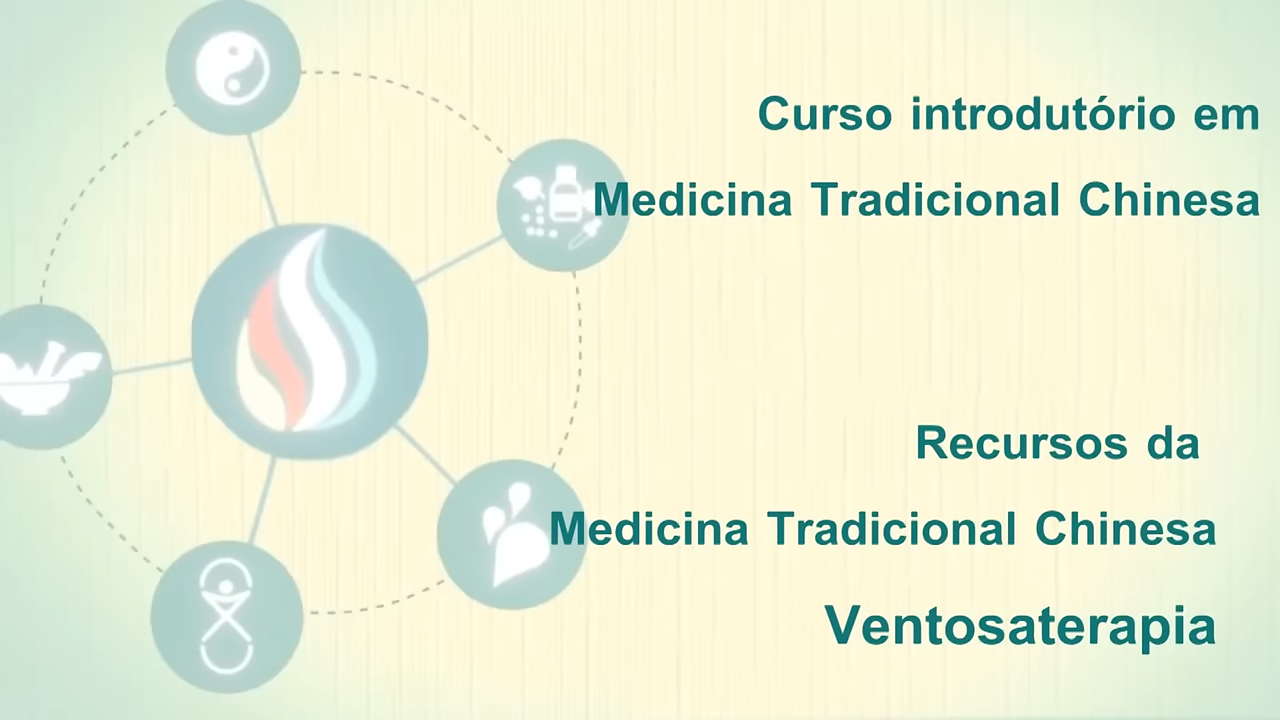 Curso introdutório em
Medicina Tradicional Chinesa
Recursos da
Medicina Tradicional Chinesa
Ventosaterapia